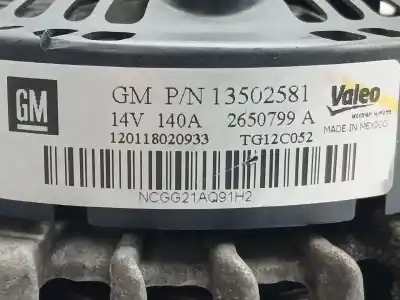 GM
GM P/N 13502581
14V 140A 2650799 A
120118020933 TG12C052
Valeo
MADE IN MEXICO
NCGG21AQ91H2